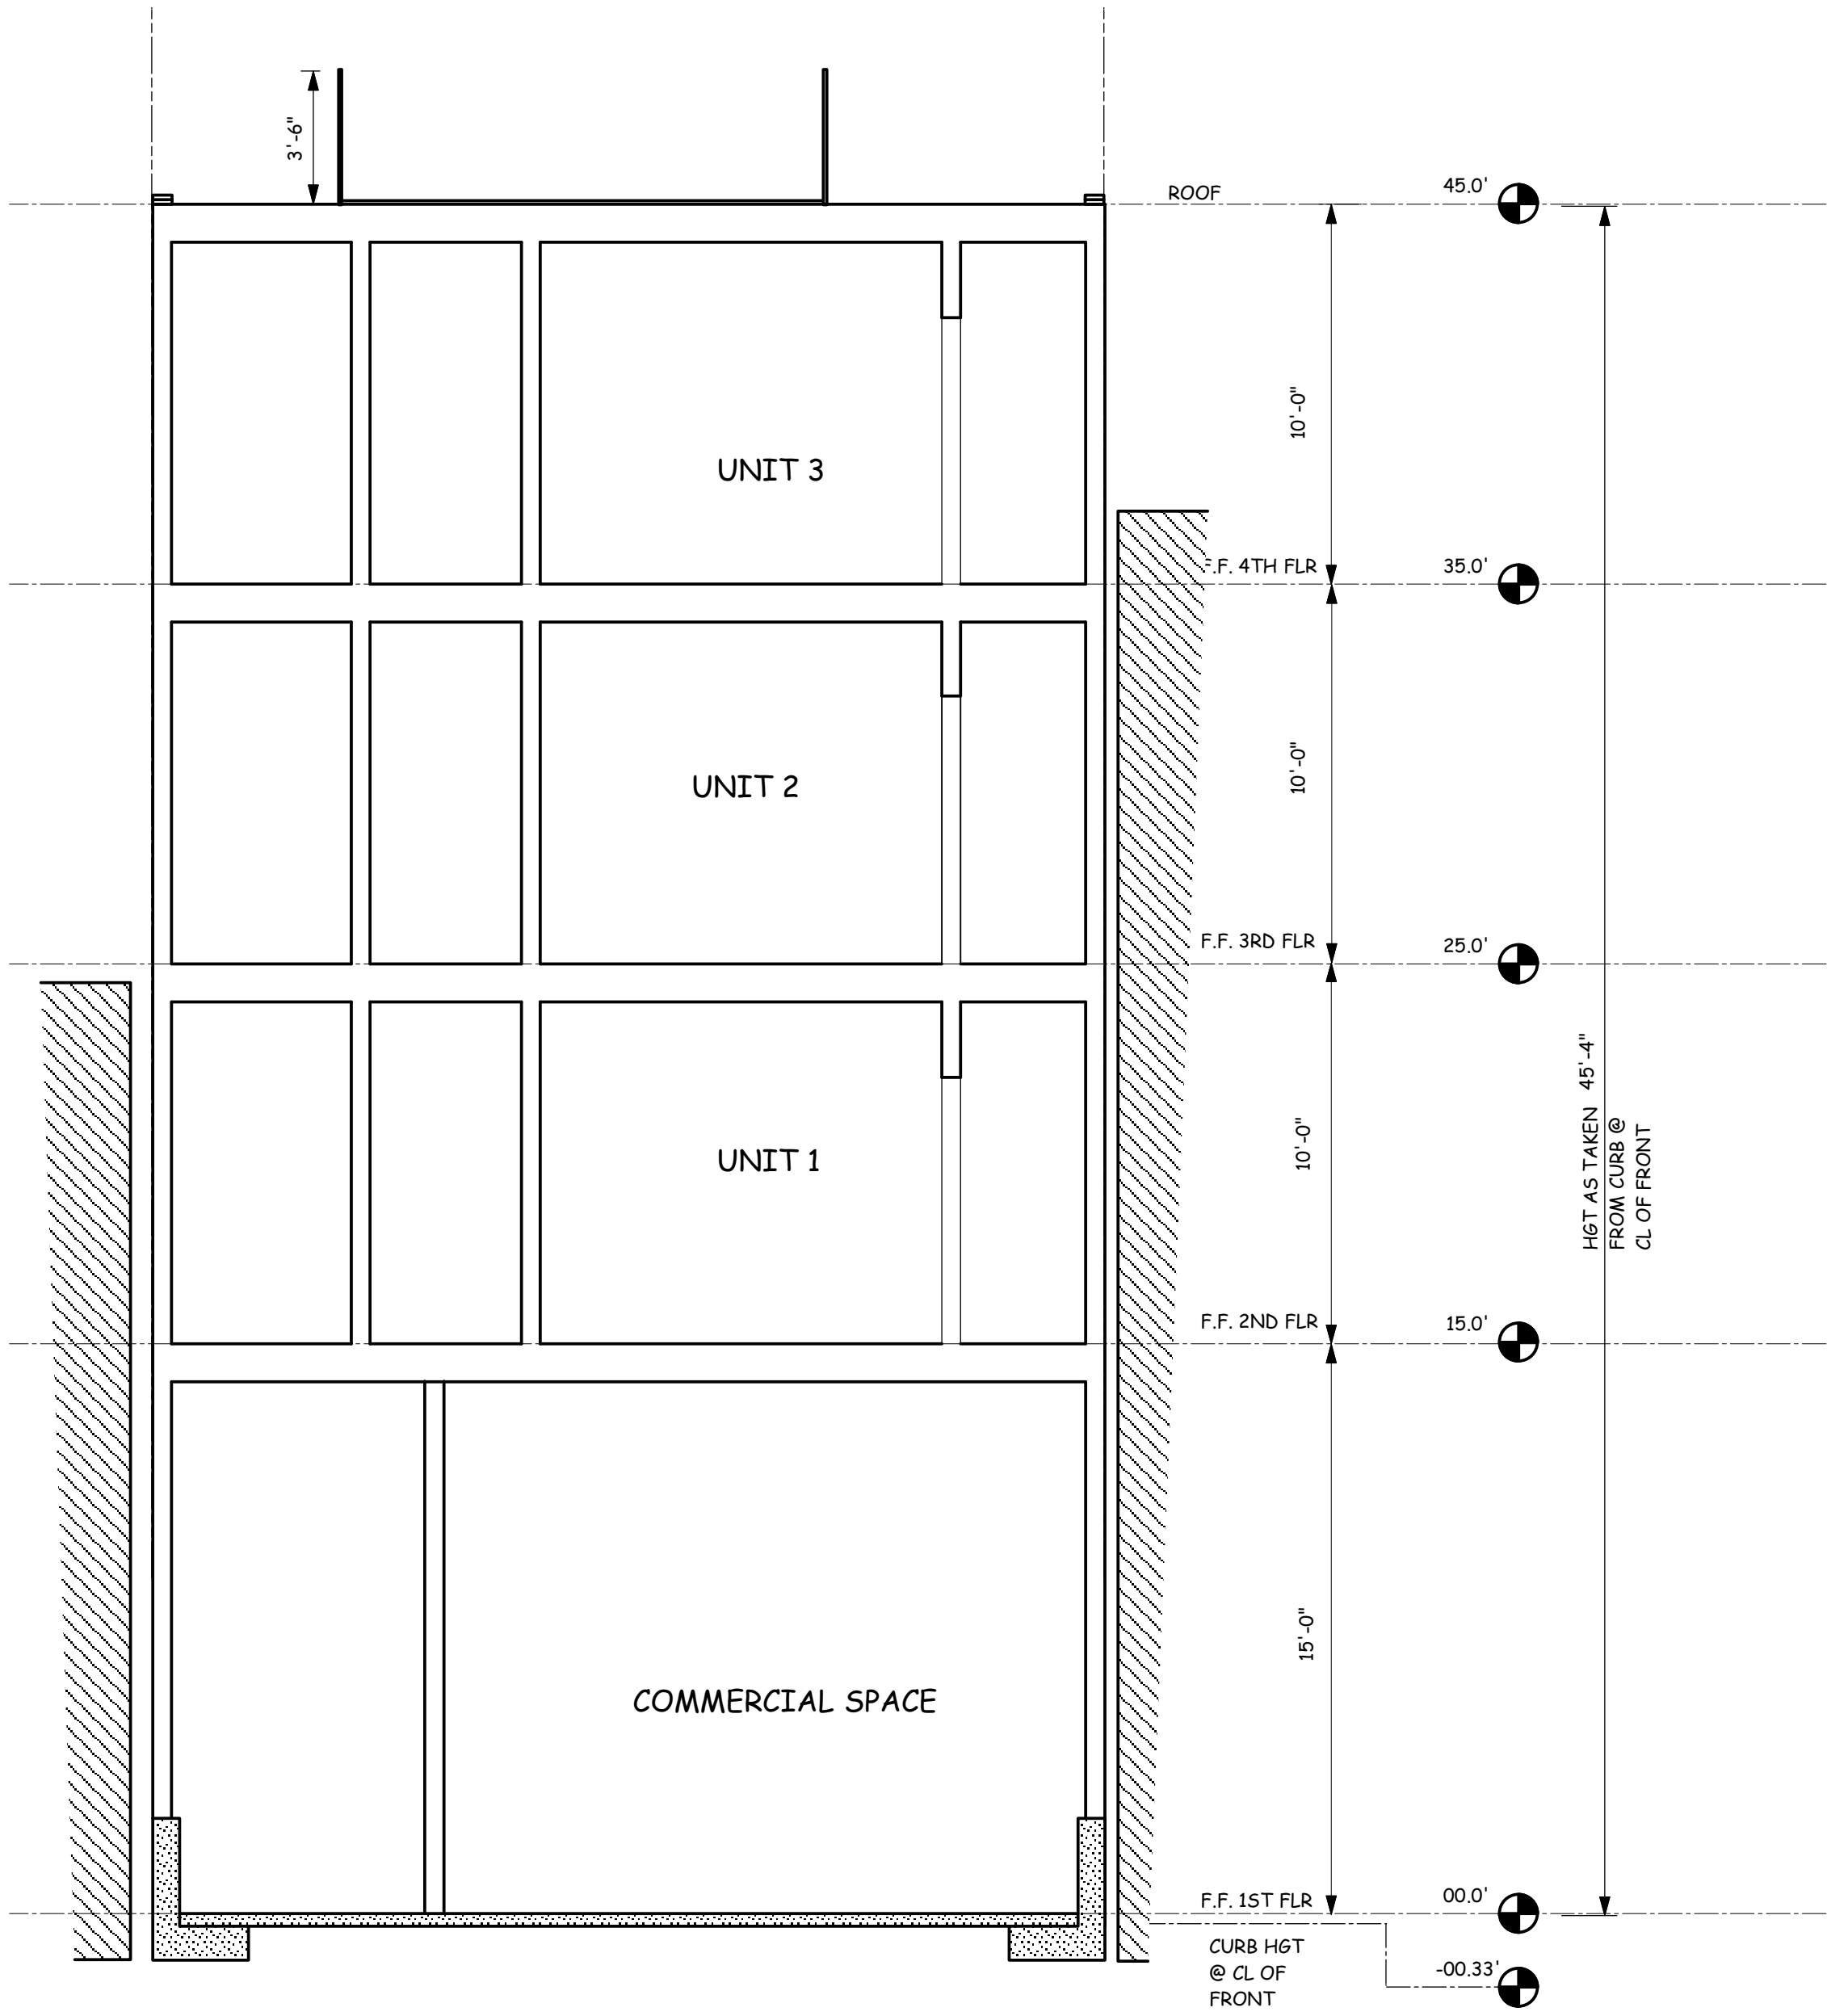 3'-6"
ROOF
45.0'
10'-0"
UNIT 3
F.F. 4TH FLR
35.0'
10'-0"
UNIT 2
F.F. 3RD FLR
25.0'
10'-0"
UNIT 1
HGT AS TAKEN 45'-4"
FROM CURB @
CL OF FRONT
F.F. 2ND FLR
15.0'
15'-0"
COMMERCIAL SPACE
F.F. 1ST FLR
00.0'
CURB HGT
@ CL OF
FRONT
-00.33'